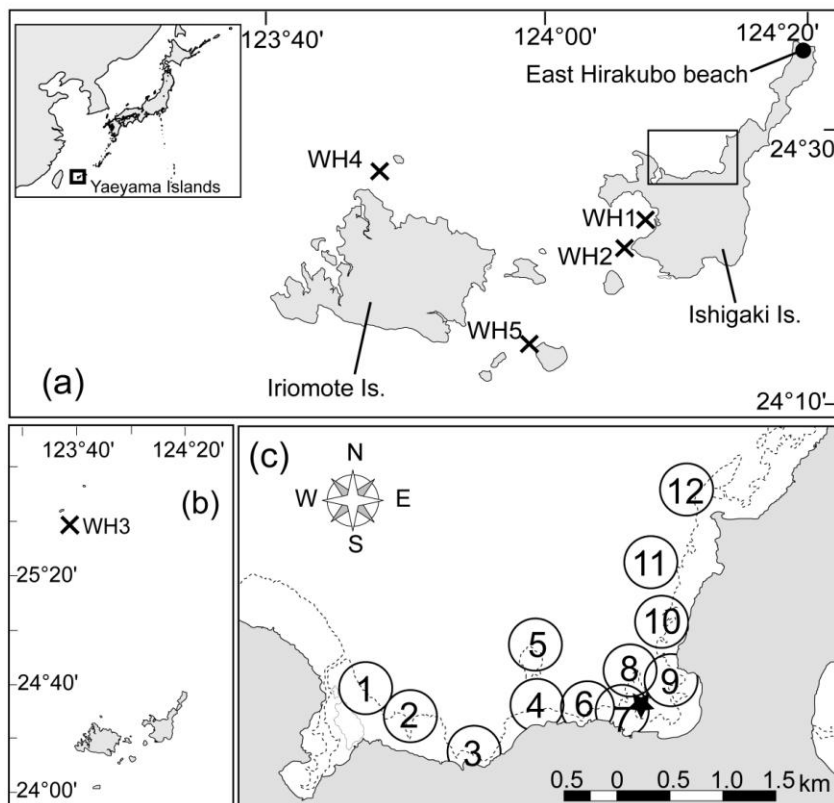 123°40'
124°00'
124°20'
East Hirakubo beach
24°30
WH4
Yaeyama Islands
WH1
WH2
WH5
Ishigaki Is.
Iriomote Is.
(a)
24°10'
123°40'
124°20'
(b)
WH3
25°20'
24°40'
24°00'
(c)
N
W
E
S
12
11
10
5
8
9
1
2
4
6
7
3
0.5 0 0.5 1.0 1.5
km